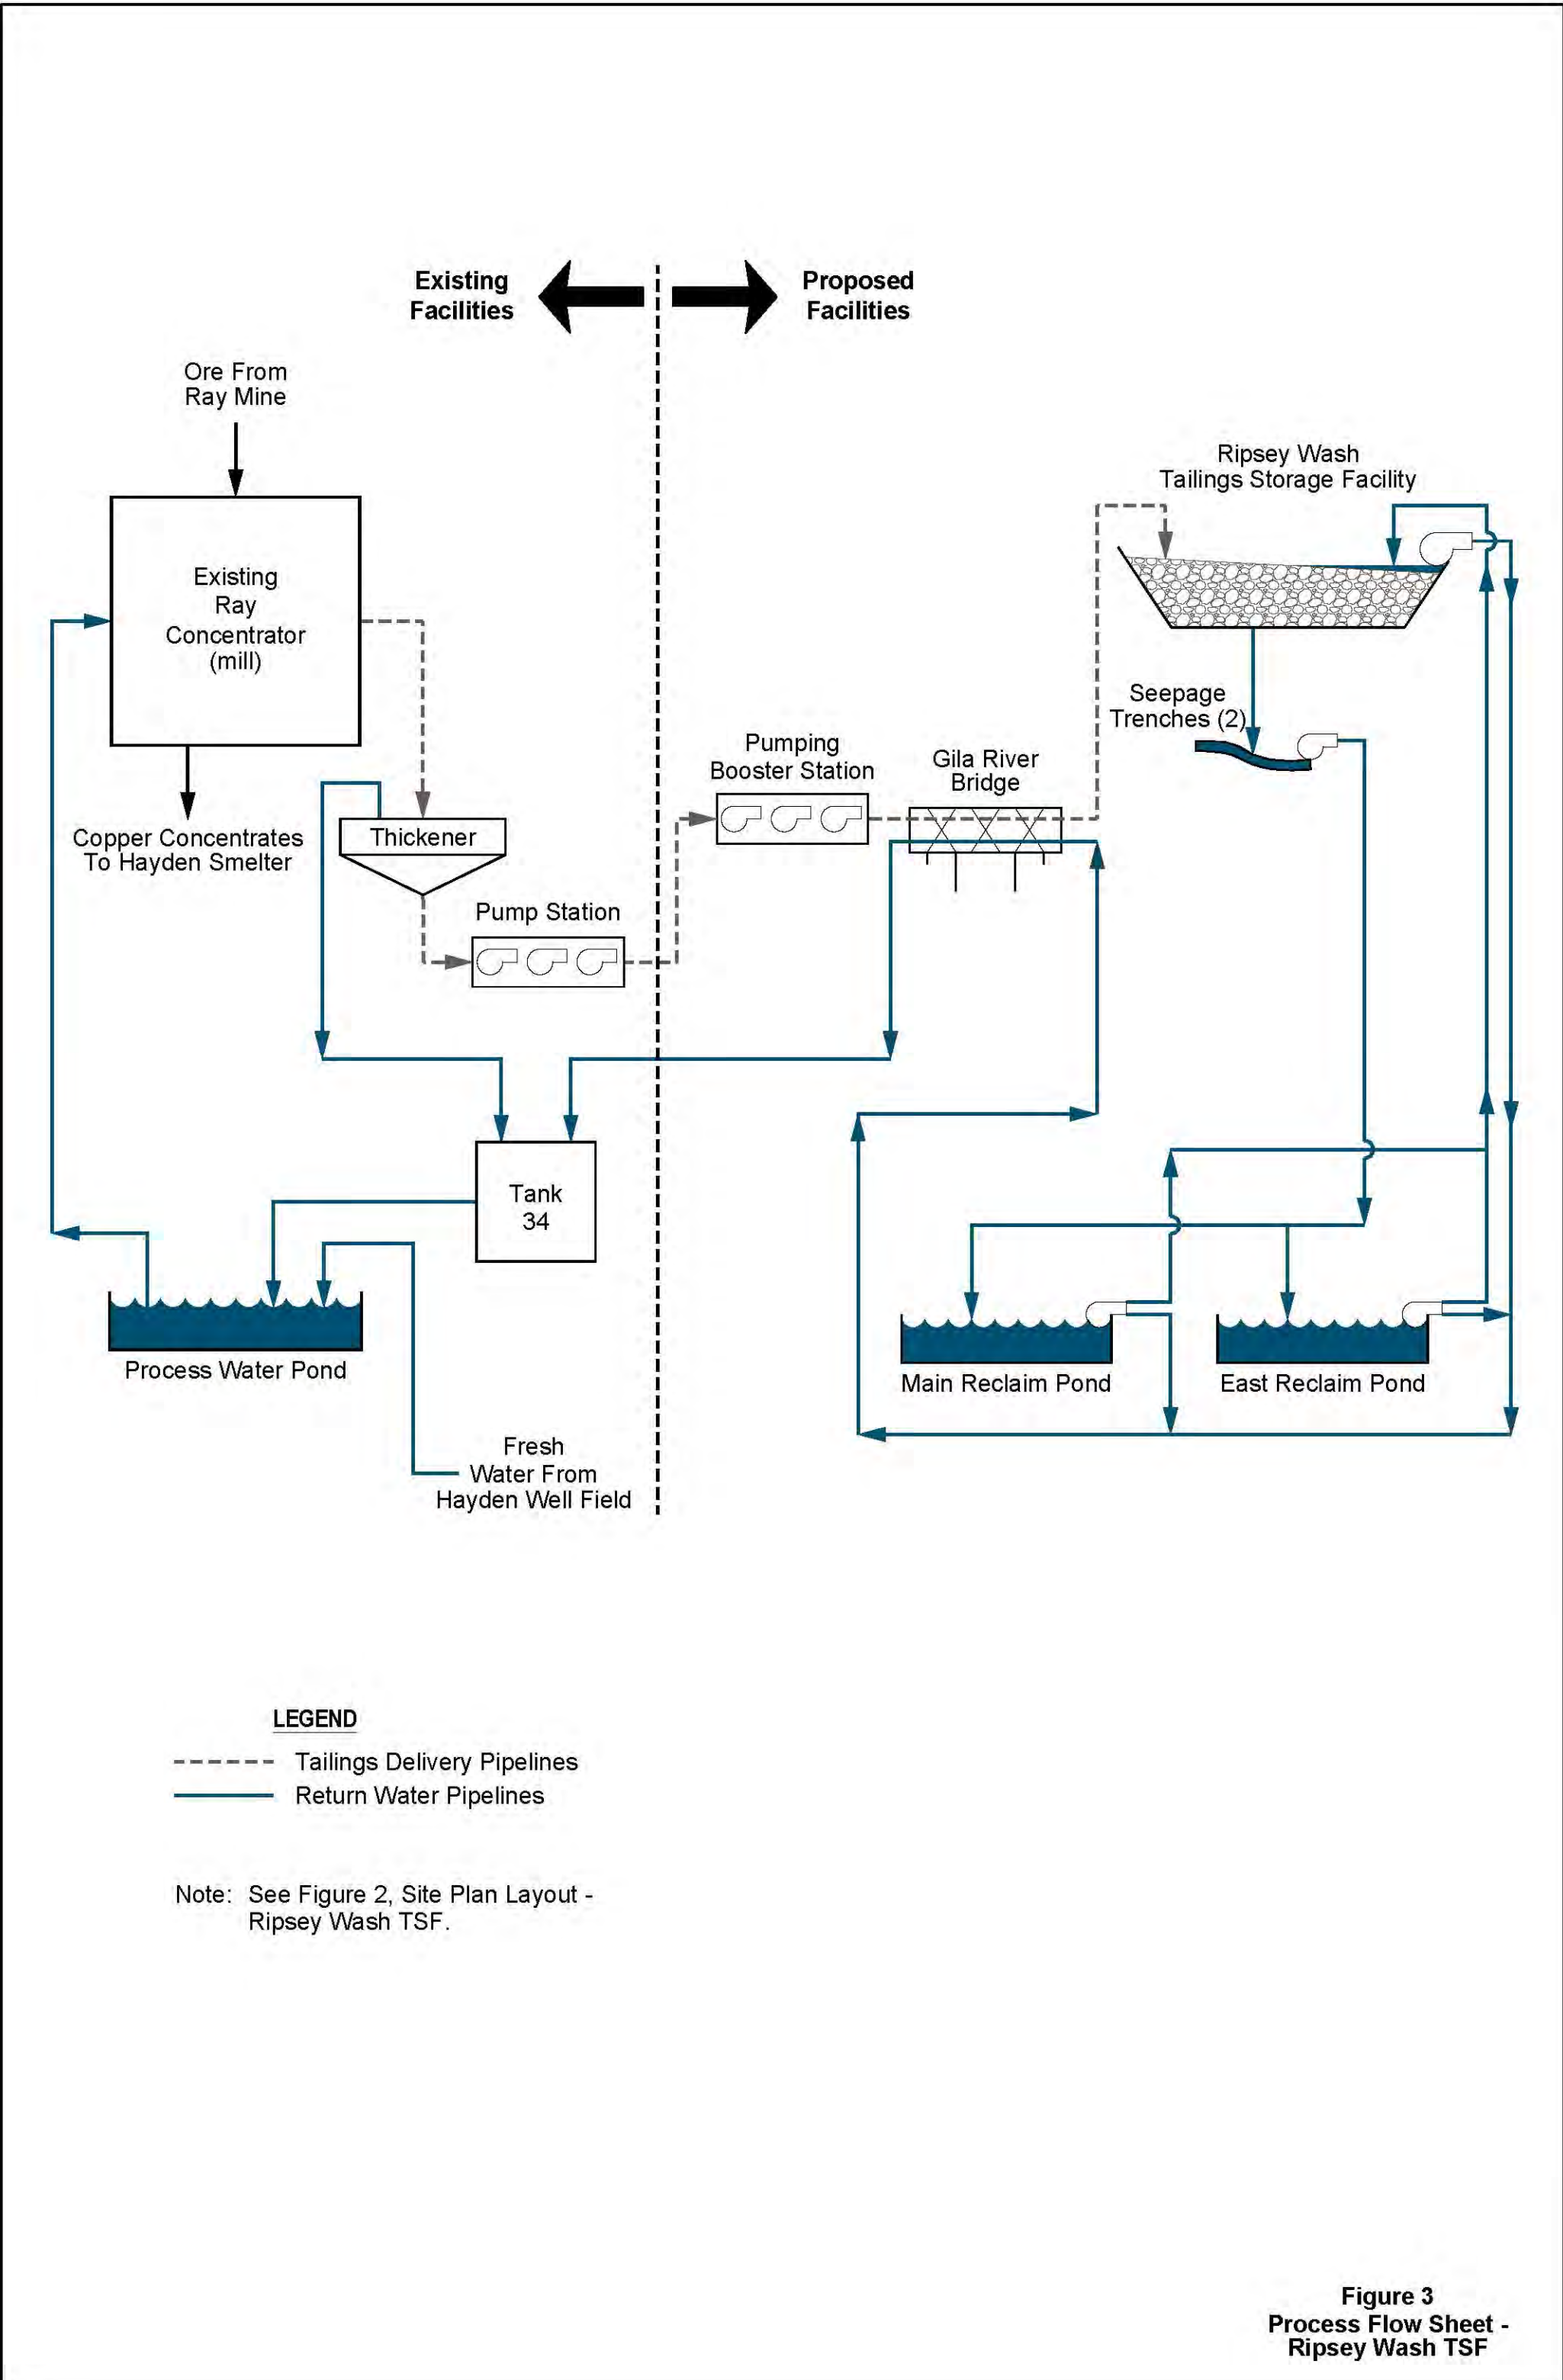 Existing
Facilities
Proposed
Facilities
Ore From
Ray Mine
Existing
Ray
Concentrator
(mill)
Copper Concentrates
To Hayden Smelter
Thickener
Pump Station
Pumping
Booster Station
Gila River
Bridge
Ripsey Wash
Tailings Storage Facility
Seepage
Trenches (2)
Tank
34
Process Water Pond
Fresh
Water From
Hayden Well Field
Main Reclaim Pond
East Reclaim Pond
LEGEND
Tailings Delivery Pipelines
Return Water Pipelines
Note: See Figure 2, Site Plan Layout -
Ripsey Wash TSF.
Figure 3
Process Flow Sheet -
Ripsey Wash TSF